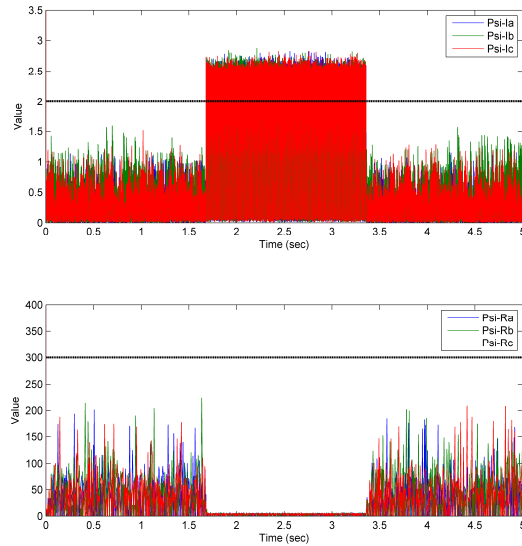 3.5
3
2.5
2
1.5
1
0.5
0
Value
0 0.5 1 1.5 2 2.5 3 3.5 4 4.5 5
Time (sec)
Psi-Ia
Psi-Ib
Psi-Ic
400
350
300
250
200
150
100
50
0
Value
0 0.5 1 1.5 2 2.5 3 3.5 4 4.5 5
Time (sec)
Psi-Ra
Psi-Rb
Psi-Rc